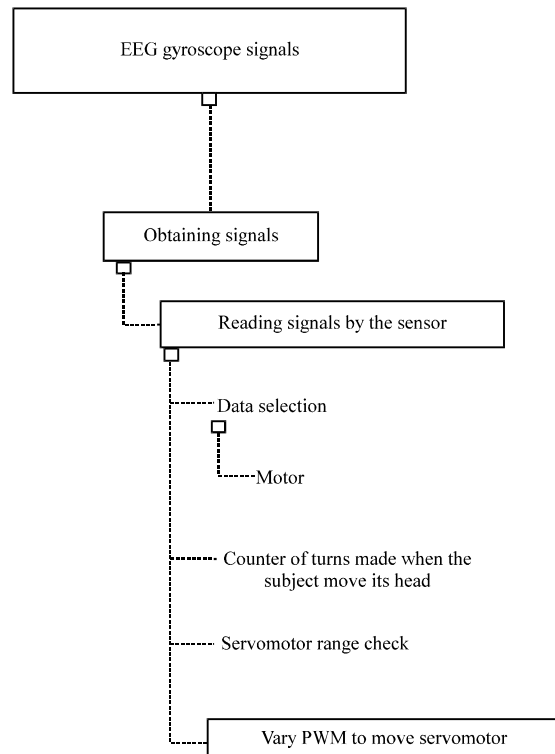 EEG gyroscope signals
Obtaining signals
Reading signals by the sensor
Data selection
Motor
Counter of turns made when the
subject move its head
Servomotor range check
Vary PWM to move servomotor